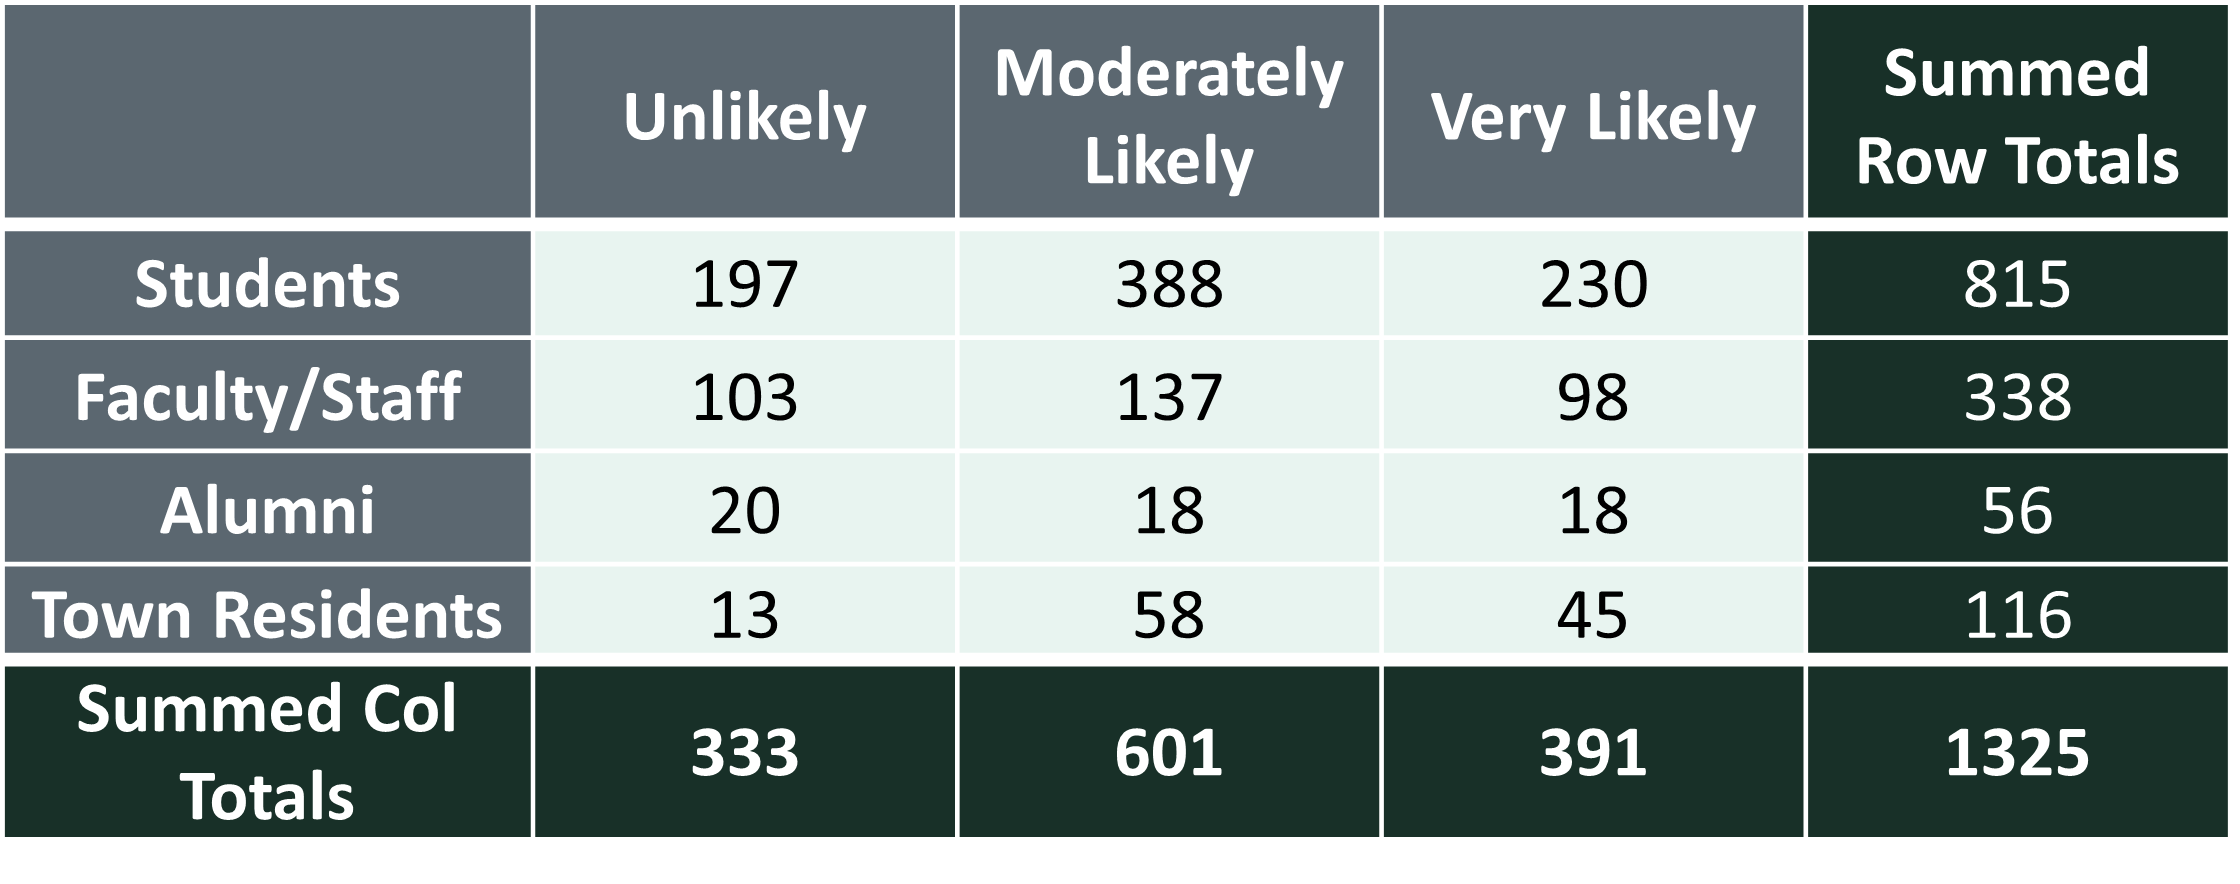 Unlikely Moderately Likely Very Likely Summed Row Totals
Students 197 388 230 815
Faculty/Staff 103 137 98 338
Alumni 20 18 18 56
Town Residents 13 58 45 116
Summed Col Totals 333 601 391 1325